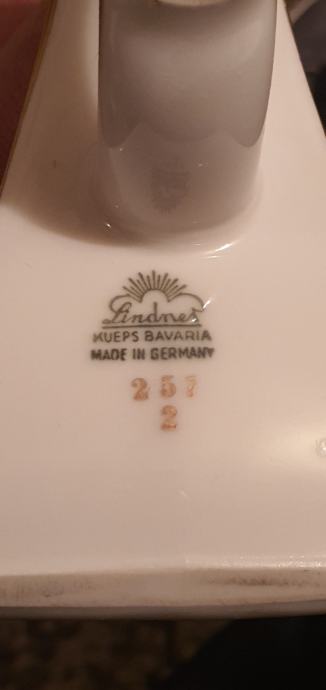 Lindner
KUEPS BAVARIA
MADE IN GERMANY
257
2